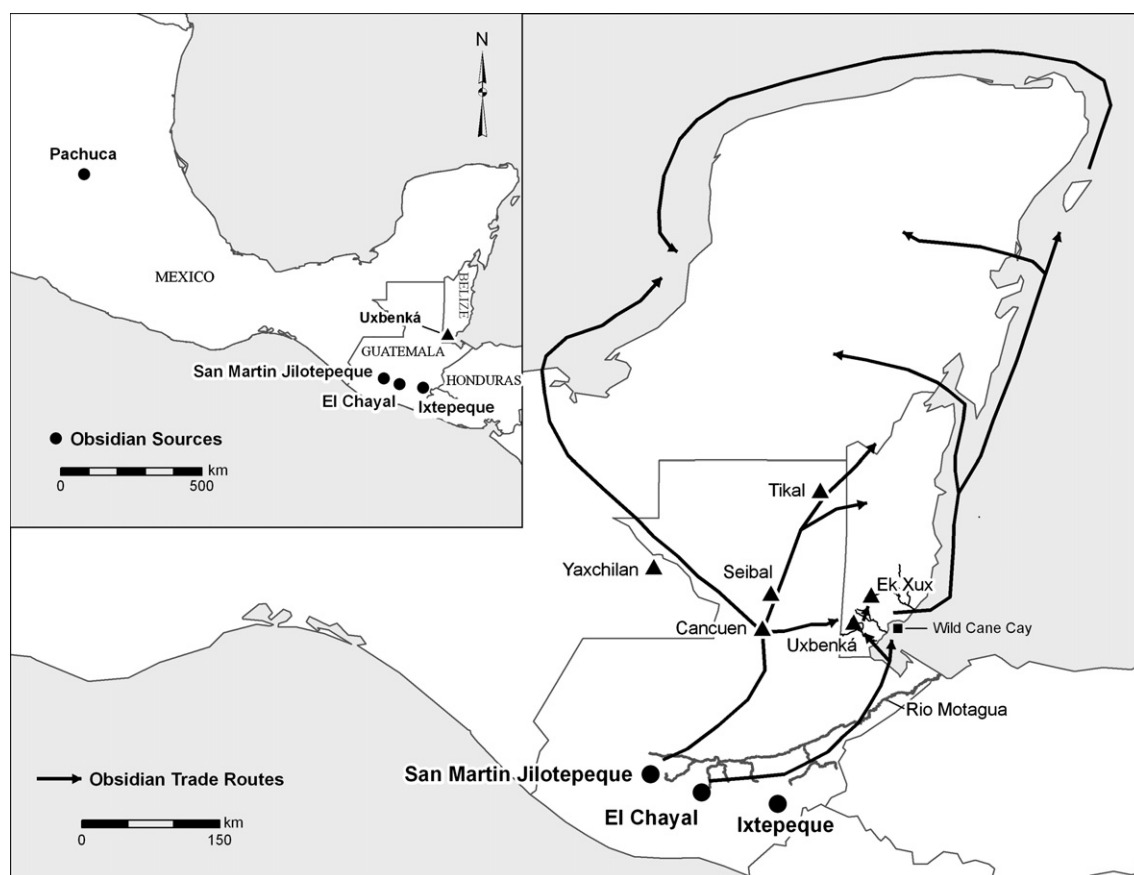 N
Pachuca
MEXICO
BELIZE
Uxbenká
GUATEMALA
San Martin Jilotepeque
HONDURAS
El Chayal
Ixtepeque
Obsidian Sources
km
0 500
Tikal
Yaxchilan
Seibal
Ek Xux
Cancuen
Uxbenká
Wild Cane Cay
Rio Motagua
San Martin Jilotepeque
El Chayal
Ixtepeque
Obsidian Trade Routes
km
0 150